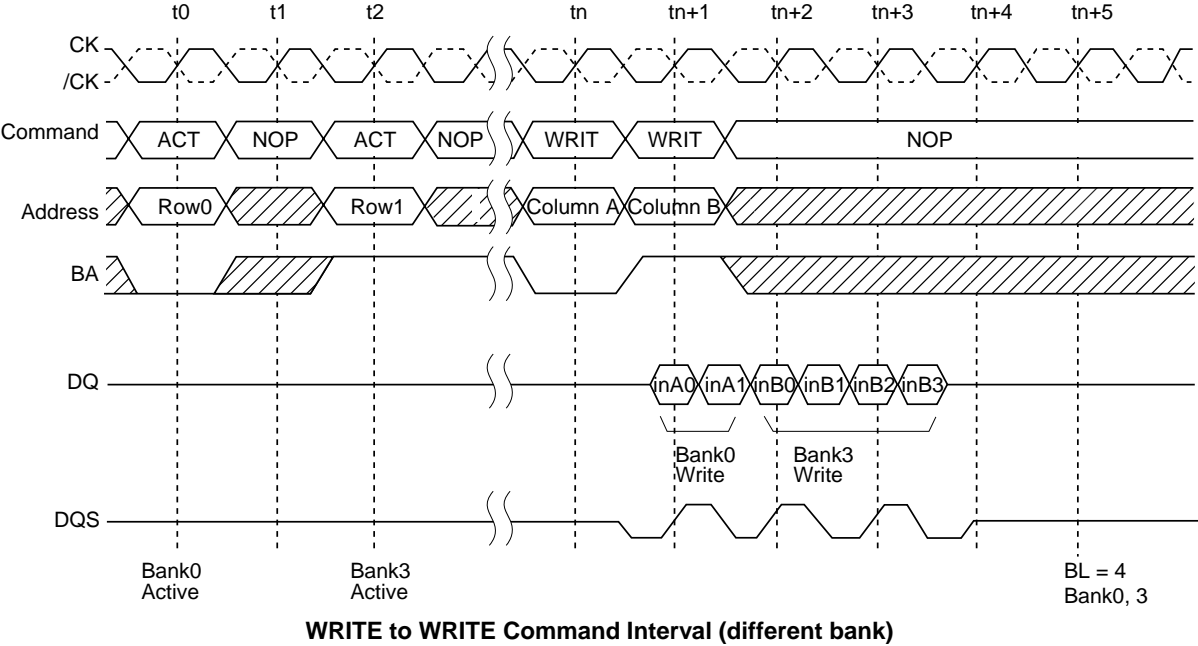 t0 t1 t2 tn tn+1 tn+2 tn+3 tn+4 tn+5
CK
/CK
Command ACT NOP ACT NOP WRIT WRIT NOP
Address Row0 Row1 Column A Column B
BA
DQ inA0 inA1 inB0 inB1 inB2 inB3
Bank0 Bank3
Write Write
DQS
Bank0 Bank3 BL = 4
Active Active Bank0, 3
WRITE to WRITE Command Interval (different bank)